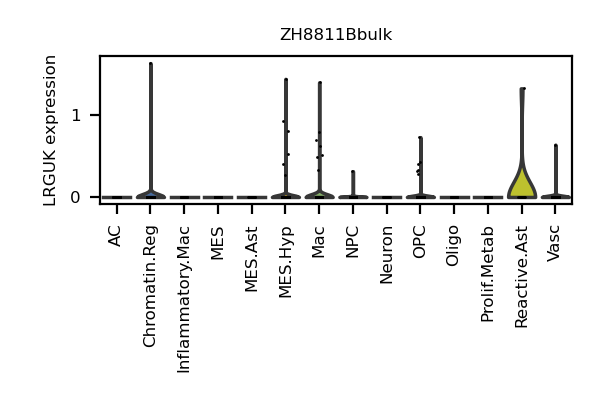 ZH8811Bbulk
LRGUK expression
1
0
AC
Chromatin.Reg
Inflammatory.Mac
MES
MES.Ast
MES.Hyp
Mac
NPC
Neuron
OPC
Oligo
Prolif.Metab
Reactive.Ast
Vasc